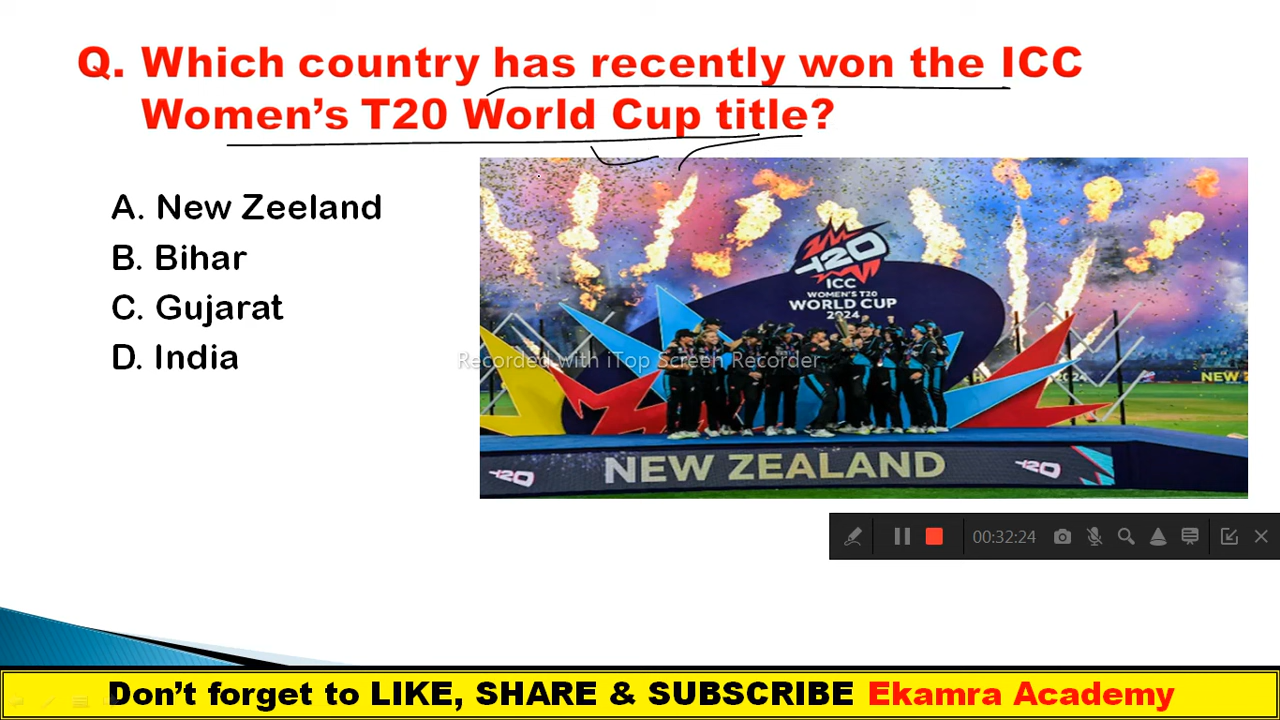 Q. Which country has recently won the ICC
Women's T20 World Cup title?
A. New Zeeland
B. Bihar
C. Gujarat
D. India
T20
ICC
WOMEN'S T20
WORLD CUP
2024
Recorded with iTop Screen Recorder
2024
NEW Z
T20
NEW ZEALAND
T20
00:32:24
Don't forget to LIKE, SHARE & SUBSCRIBE Ekamra Academy